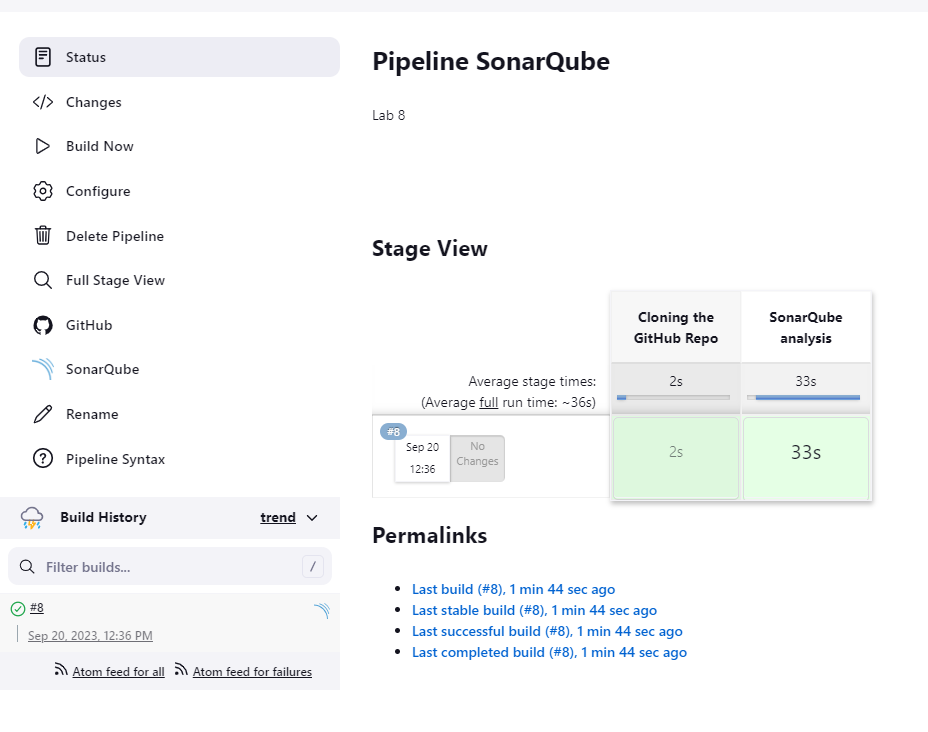 Status
Changes
Build Now
Configure
Delete Pipeline
Full Stage View
GitHub
SonarQube
Rename
Pipeline Syntax
Build History
trend
Filter builds...
/
#8
Sep 20, 2023, 12:36 PM
Atom feed for all
Atom feed for failures
Pipeline SonarQube
Lab 8
Stage View
Cloning the
GitHub Repo
SonarQube
analysis
Average stage times:
(Average full run time: ~36s)
2s
33s
#8
Sep 20
12:36
No
Changes
2s
33s
Permalinks
Last build (#8), 1 min 44 sec ago
Last stable build (#8), 1 min 44 sec ago
Last successful build (#8), 1 min 44 sec ago
Last completed build (#8), 1 min 44 sec ago